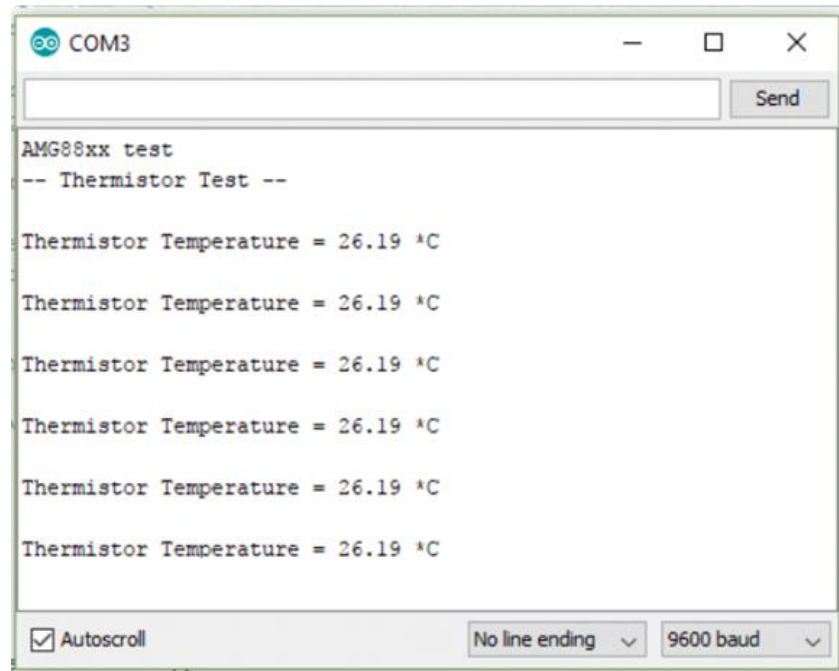 COM3
Send
AMG88xx test
-- Thermistor Test --
Thermistor Temperature = 26.19 *C
Thermistor Temperature = 26.19 *C
Thermistor Temperature = 26.19 *C
Thermistor Temperature = 26.19 *C
Thermistor Temperature = 26.19 *C
Thermistor Temperature = 26.19 *C
Autoscroll No line ending 9600 baud